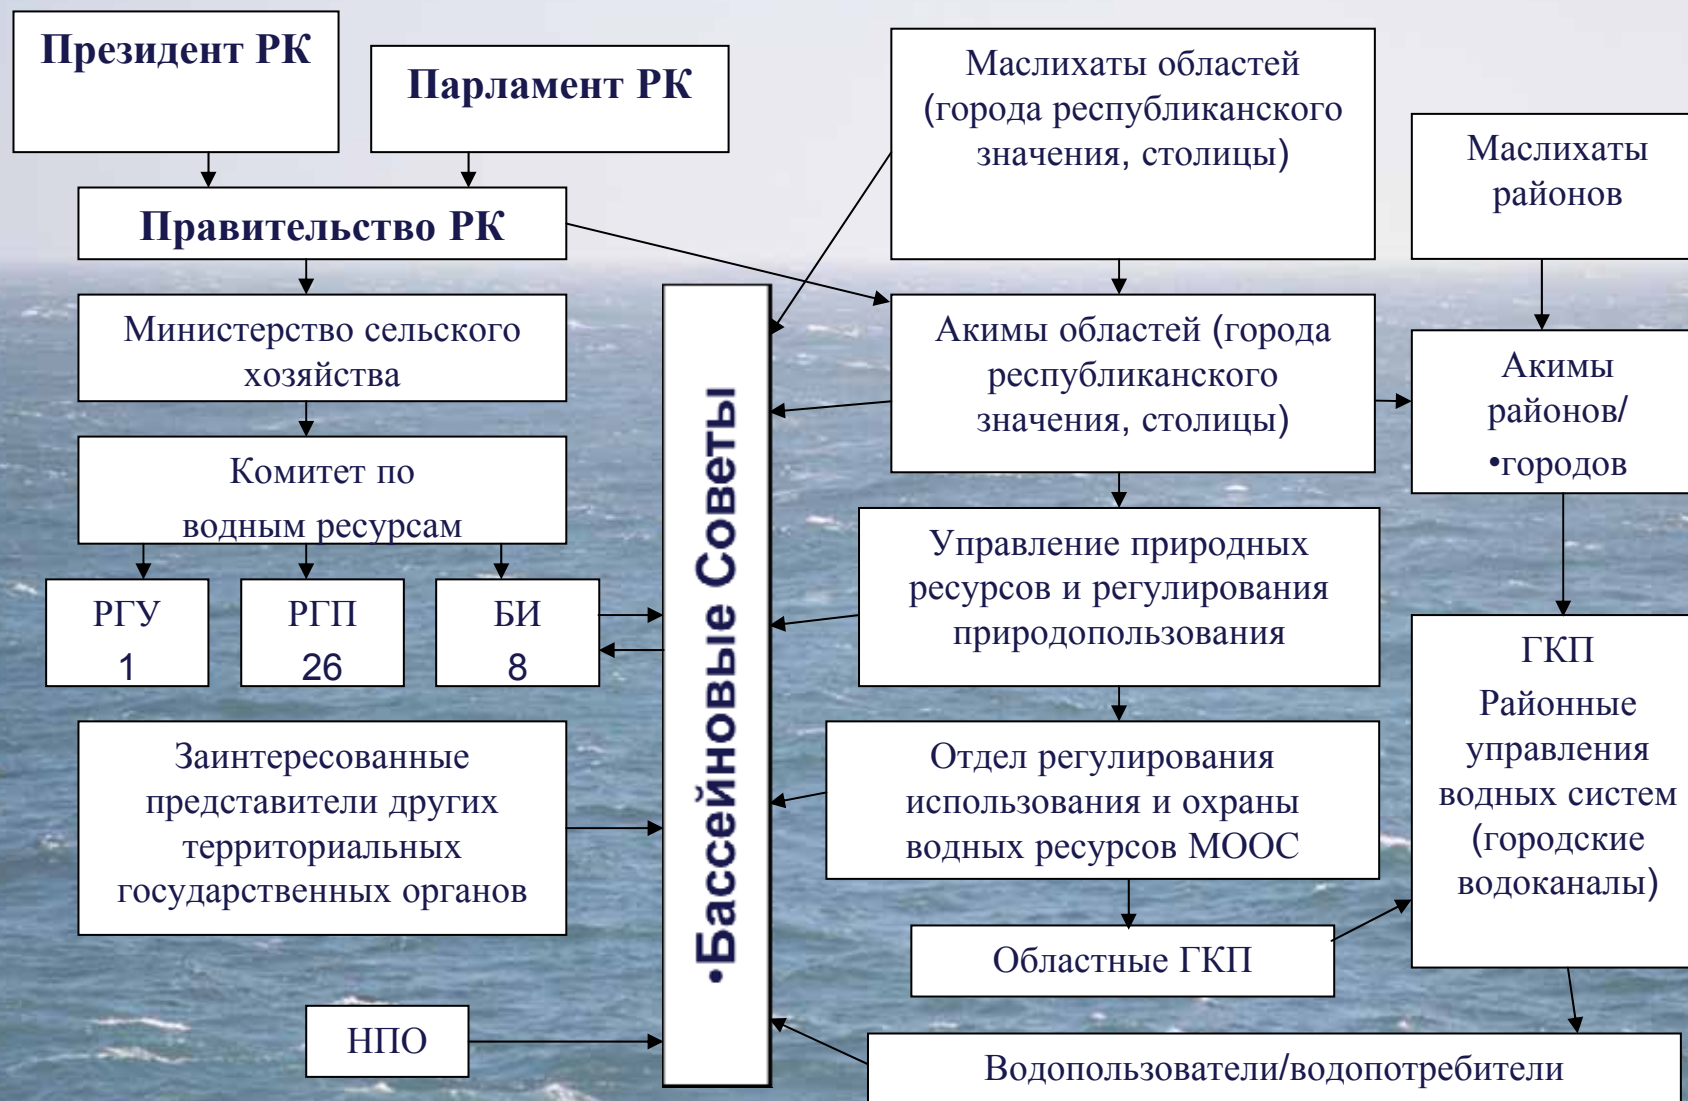 Президент РК
Парламент РК
Правительство РК
Министерство сельского
хозяйства
Комитет по
водным ресурсам
РГУ
1
РГП
26
БИ
8
Заинтересованные
представители других
территориальных
государственных органов
НПО
•Бассейновые Советы
Маслихаты областей
(города республиканского
значения, столицы)
Акимы областей (города
республиканского
значения, столицы)
Управление природных
ресурсов и регулирования
природопользования
Отдел регулирования
использования и охраны
водных ресурсов МООС
Областные ГКП
Маслихаты
районов
Акимы
районов/
•городов
ГКП
Районные
управления
водных систем
(городские
водоканалы)
Водопользователи/водопотребители